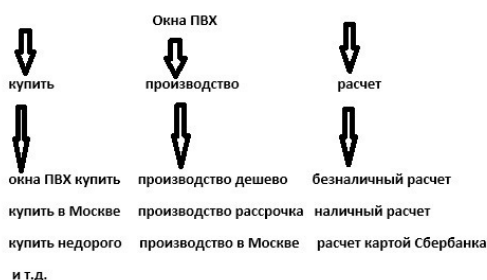 Окна ПВХ
купить производство расчет
окна ПВХ купить производство дешево безналичный расчет
купить в Москве производство рассрочка наличный расчет
купить недорого производство в Москве расчет картой Сбербанка
и т.д.